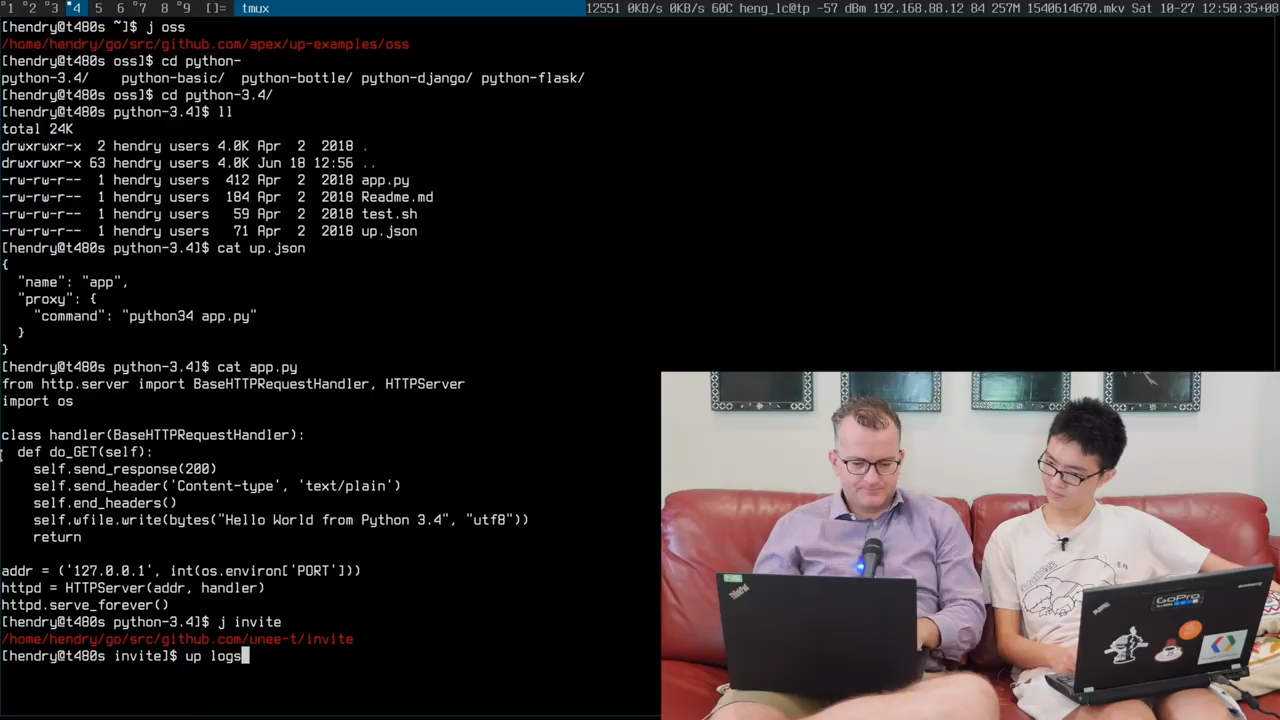 1 2 3 4 5 6 7 8 9 []= tmux 12551 0KB/s 0KB/s 60C heng_lc@tp -57 dBm 192.168.88.12 84 257M 1540614670.mkv Sat 10-27 12:50:35+08
[hendry@t480s ~]$ j oss
/home/hendry/go/src/github.com/apex/up-examples/oss
[hendry@t480s oss]$ cd python-
python-3.4/ python-basic/ python-bottle/ python-django/ python-flask/
[hendry@t480s oss]$ cd python-3.4/
[hendry@t480s python-3.4]$ ll
total 24K
drwxrwxr-x 2 hendry users 4.0K Apr 2 2018 .
drwxrwxr-x 63 hendry users 4.0K Jun 18 12:56 ..
-rw-rw-r-- 1 hendry users 412 Apr 2 2018 app.py
-rw-rw-r-- 1 hendry users 184 Apr 2 2018 Readme.md
-rw-rw-r-- 1 hendry users 59 Apr 2 2018 test.sh
-rw-rw-r-- 1 hendry users 71 Apr 2 2018 up.json
[hendry@t480s python-3.4]$ cat up.json
{
"name": "app",
"proxy": {
"command": "python34 app.py"
}
}
[hendry@t480s python-3.4]$ cat app.py
from http.server import BaseHTTPRequestHandler, HTTPServer
import os
class handler(BaseHTTPRequestHandler):
def do_GET(self):
self.send_response(200)
self.send_header('Content-type', 'text/plain')
self.end_headers()
self.wfile.write(bytes("Hello World from Python 3.4", "utf8"))
return
addr = ('127.0.0.1', int(os.environ['PORT']))
httpd = HTTPServer(addr, handler)
httpd.serve_forever()
[hendry@t480s python-3.4]$ j invite
/home/hendry/go/src/github.com/unee-t/invite
[hendry@t480s invite]$ up logs
ThinkPad
GoPro